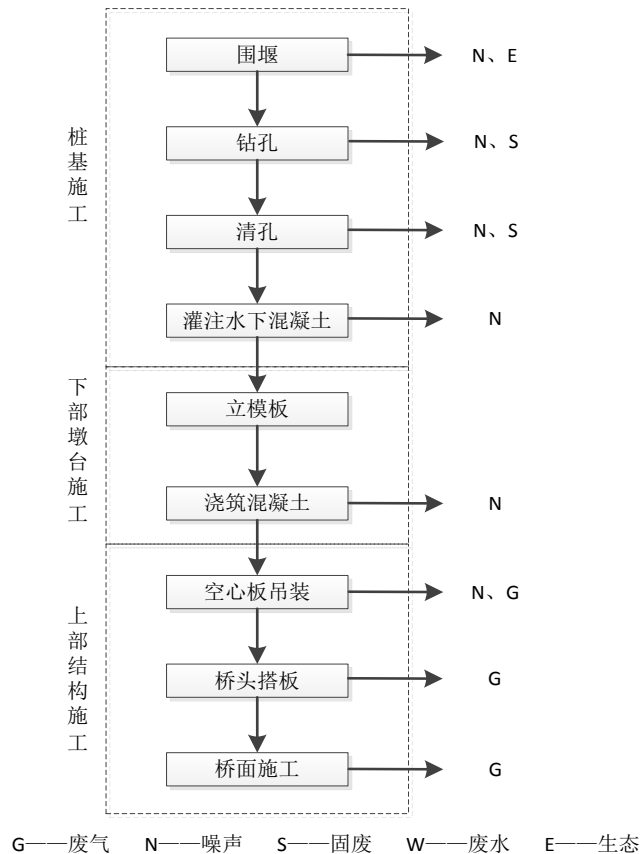 桩基施工
围堰
N、E
钻孔
N、S
清孔
N、S
灌注水下混凝土
N
下部墩台施工
立模板
浇筑混凝土
N
上部结构施工
空心板吊装
N、G
桥头搭板
G
桥面施工
G
G——废气 N——噪声 S——固废 W——废水 E——生态